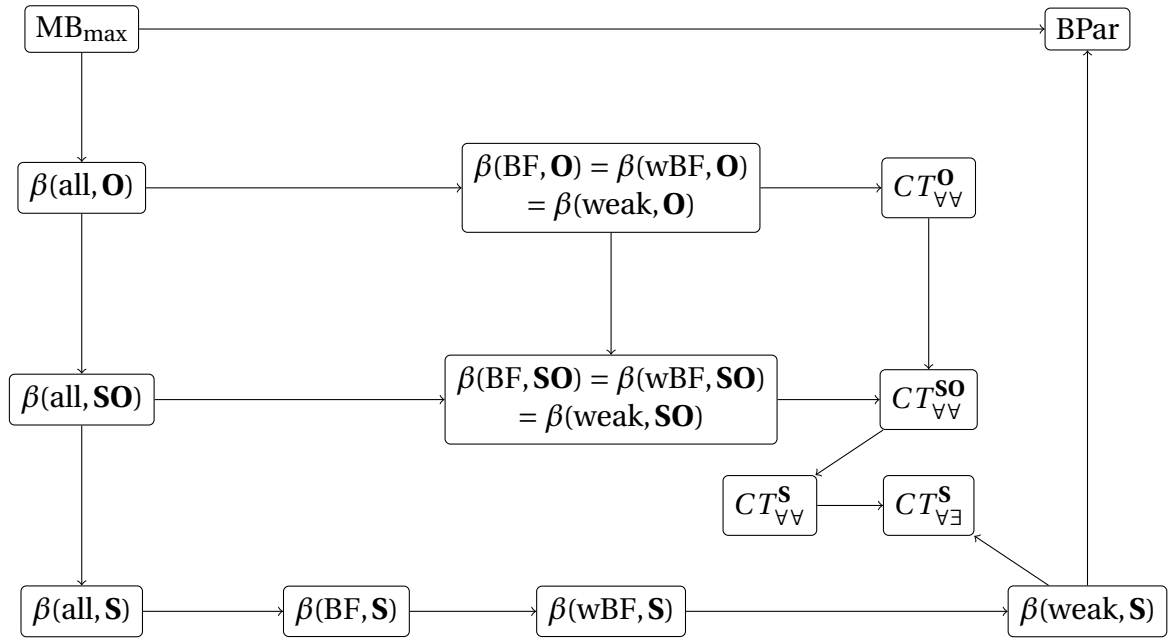 MB_max
BPar
β(all, O)
β(BF, O) = β(wBF, O)
= β(weak, O)
CT^O_∀∀
β(all, SO)
β(BF, SO) = β(wBF, SO)
= β(weak, SO)
CT^SO_∀∀
CT^S_∀∀
CT^S_∀∃
β(all, S)
β(BF, S)
β(wBF, S)
β(weak, S)